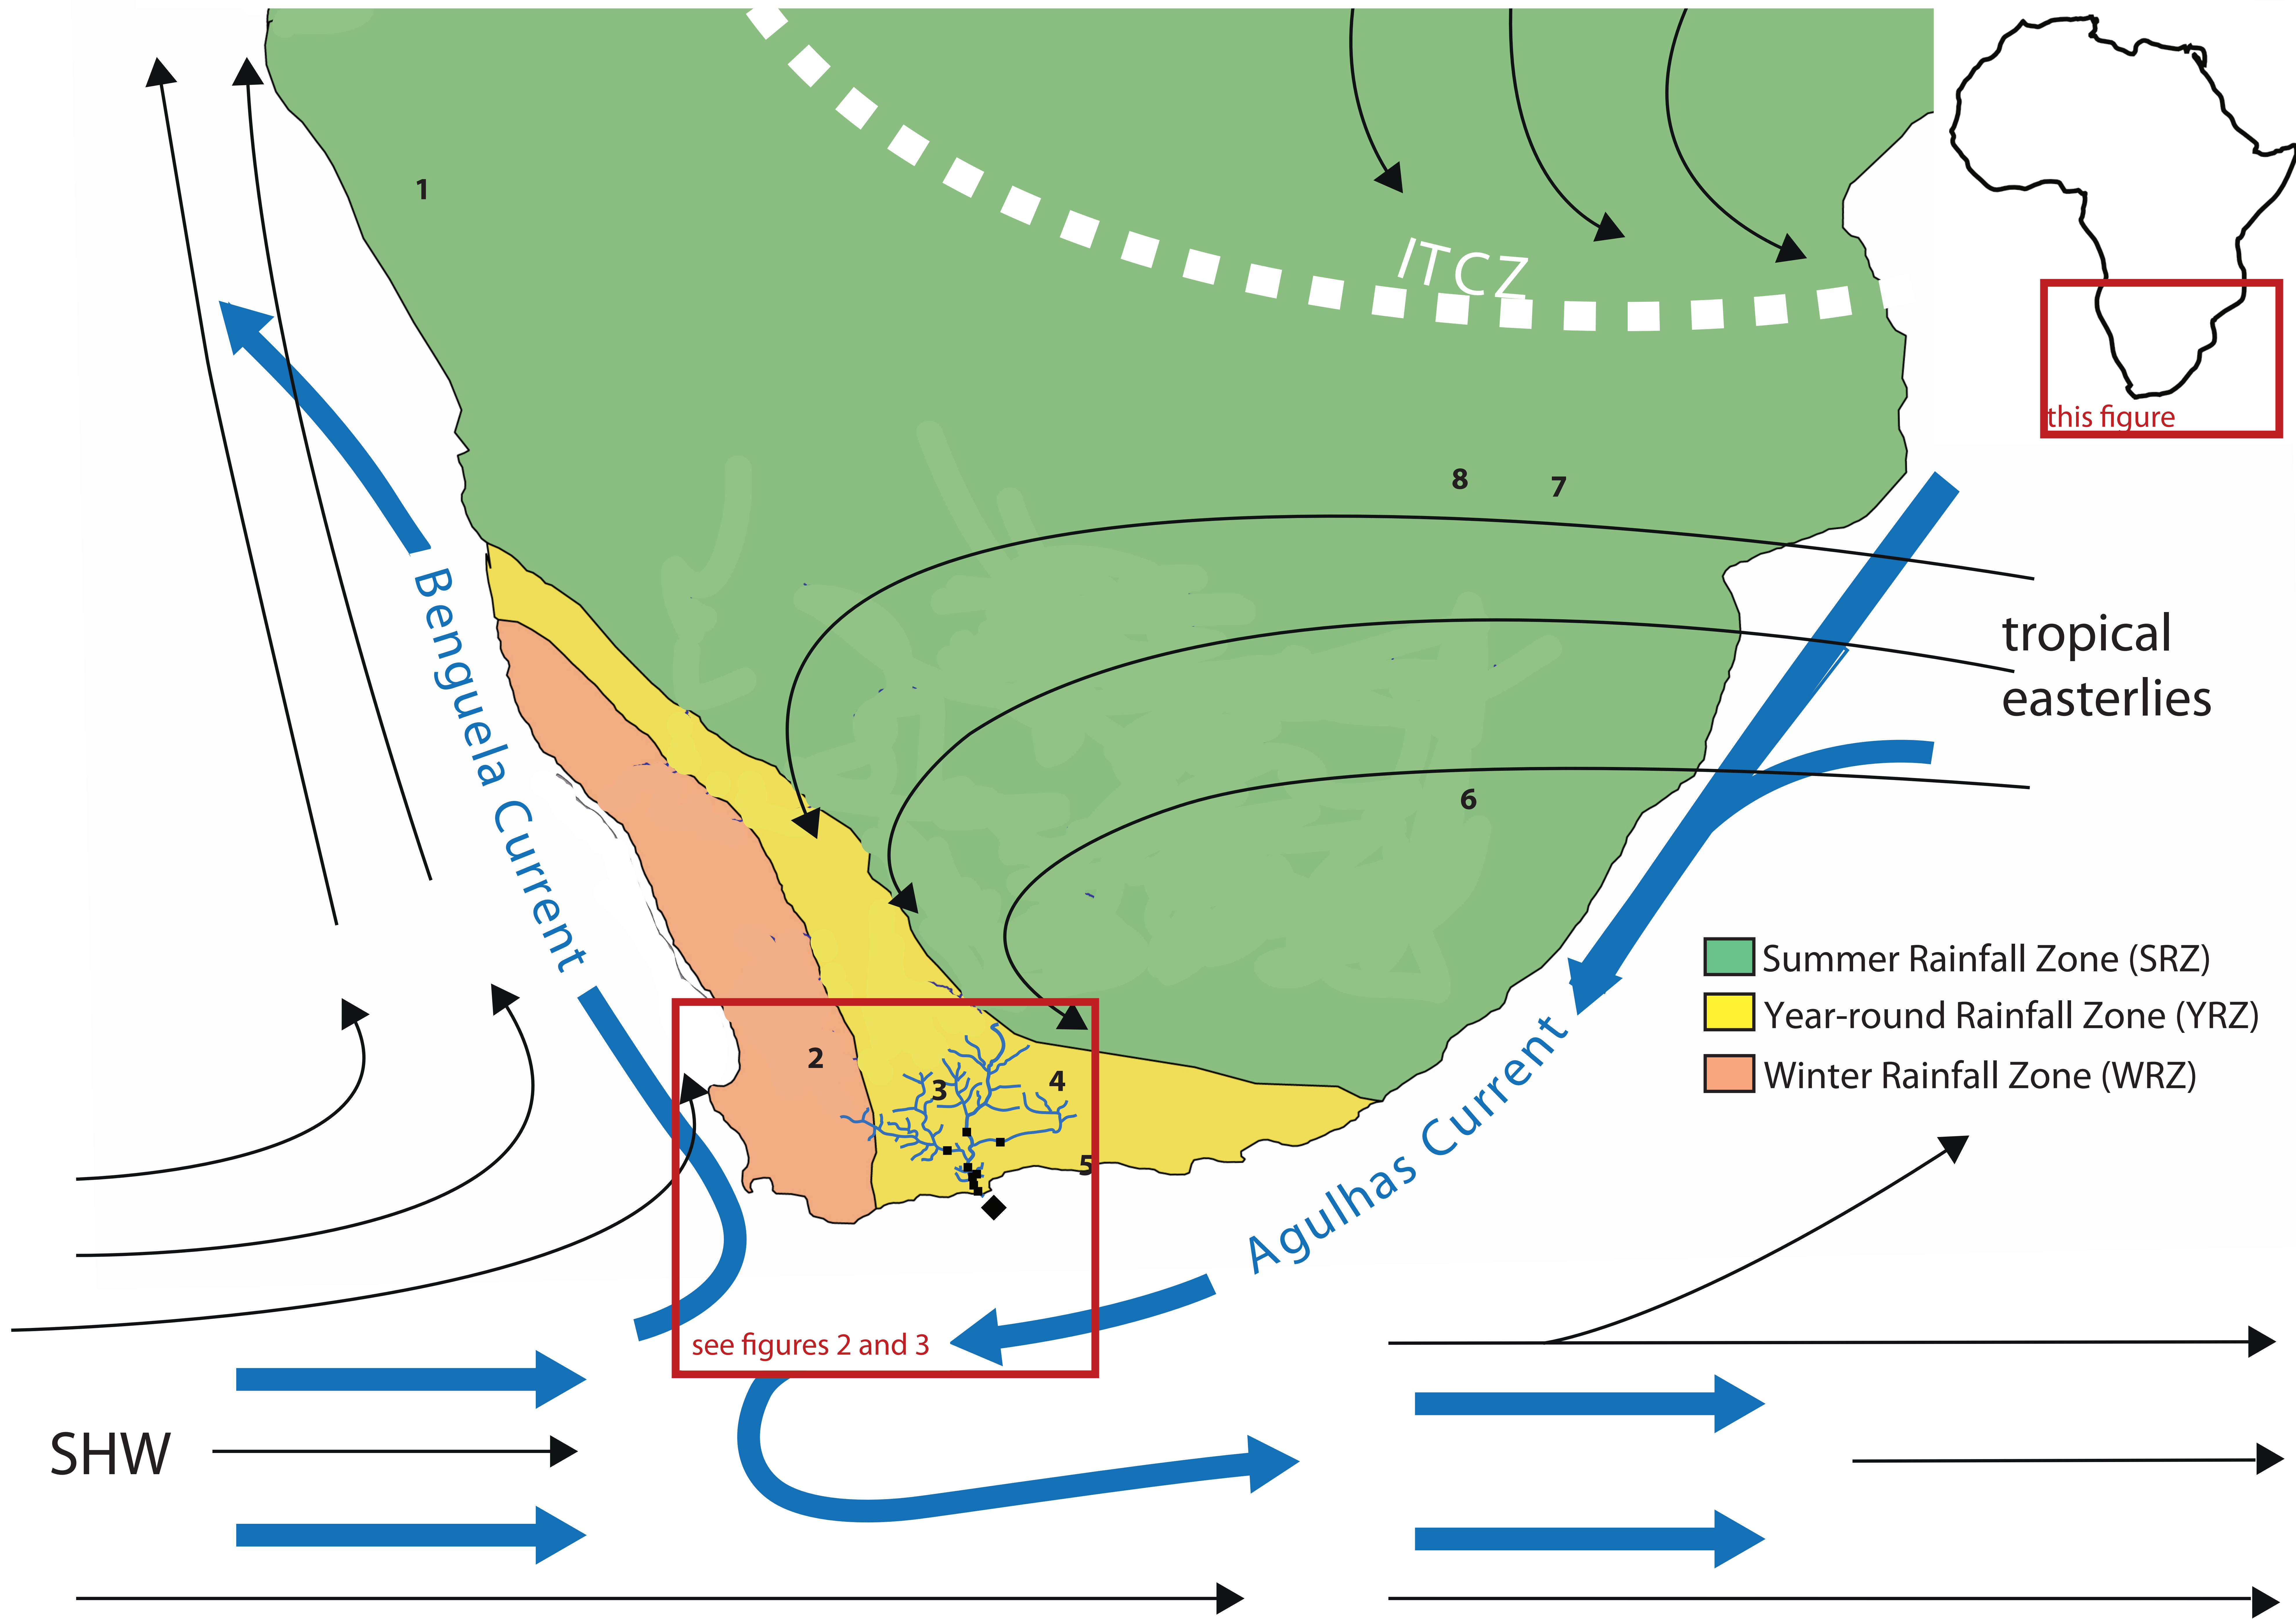 1
ITCZ
this figure
8
7
tropical
easterlies
Benguela Current
6
Summer Rainfall Zone (SRZ)
Year-round Rainfall Zone (YRZ)
Winter Rainfall Zone (WRZ)
2
3
4
5
Agulhas Current
see figures 2 and 3
SHW